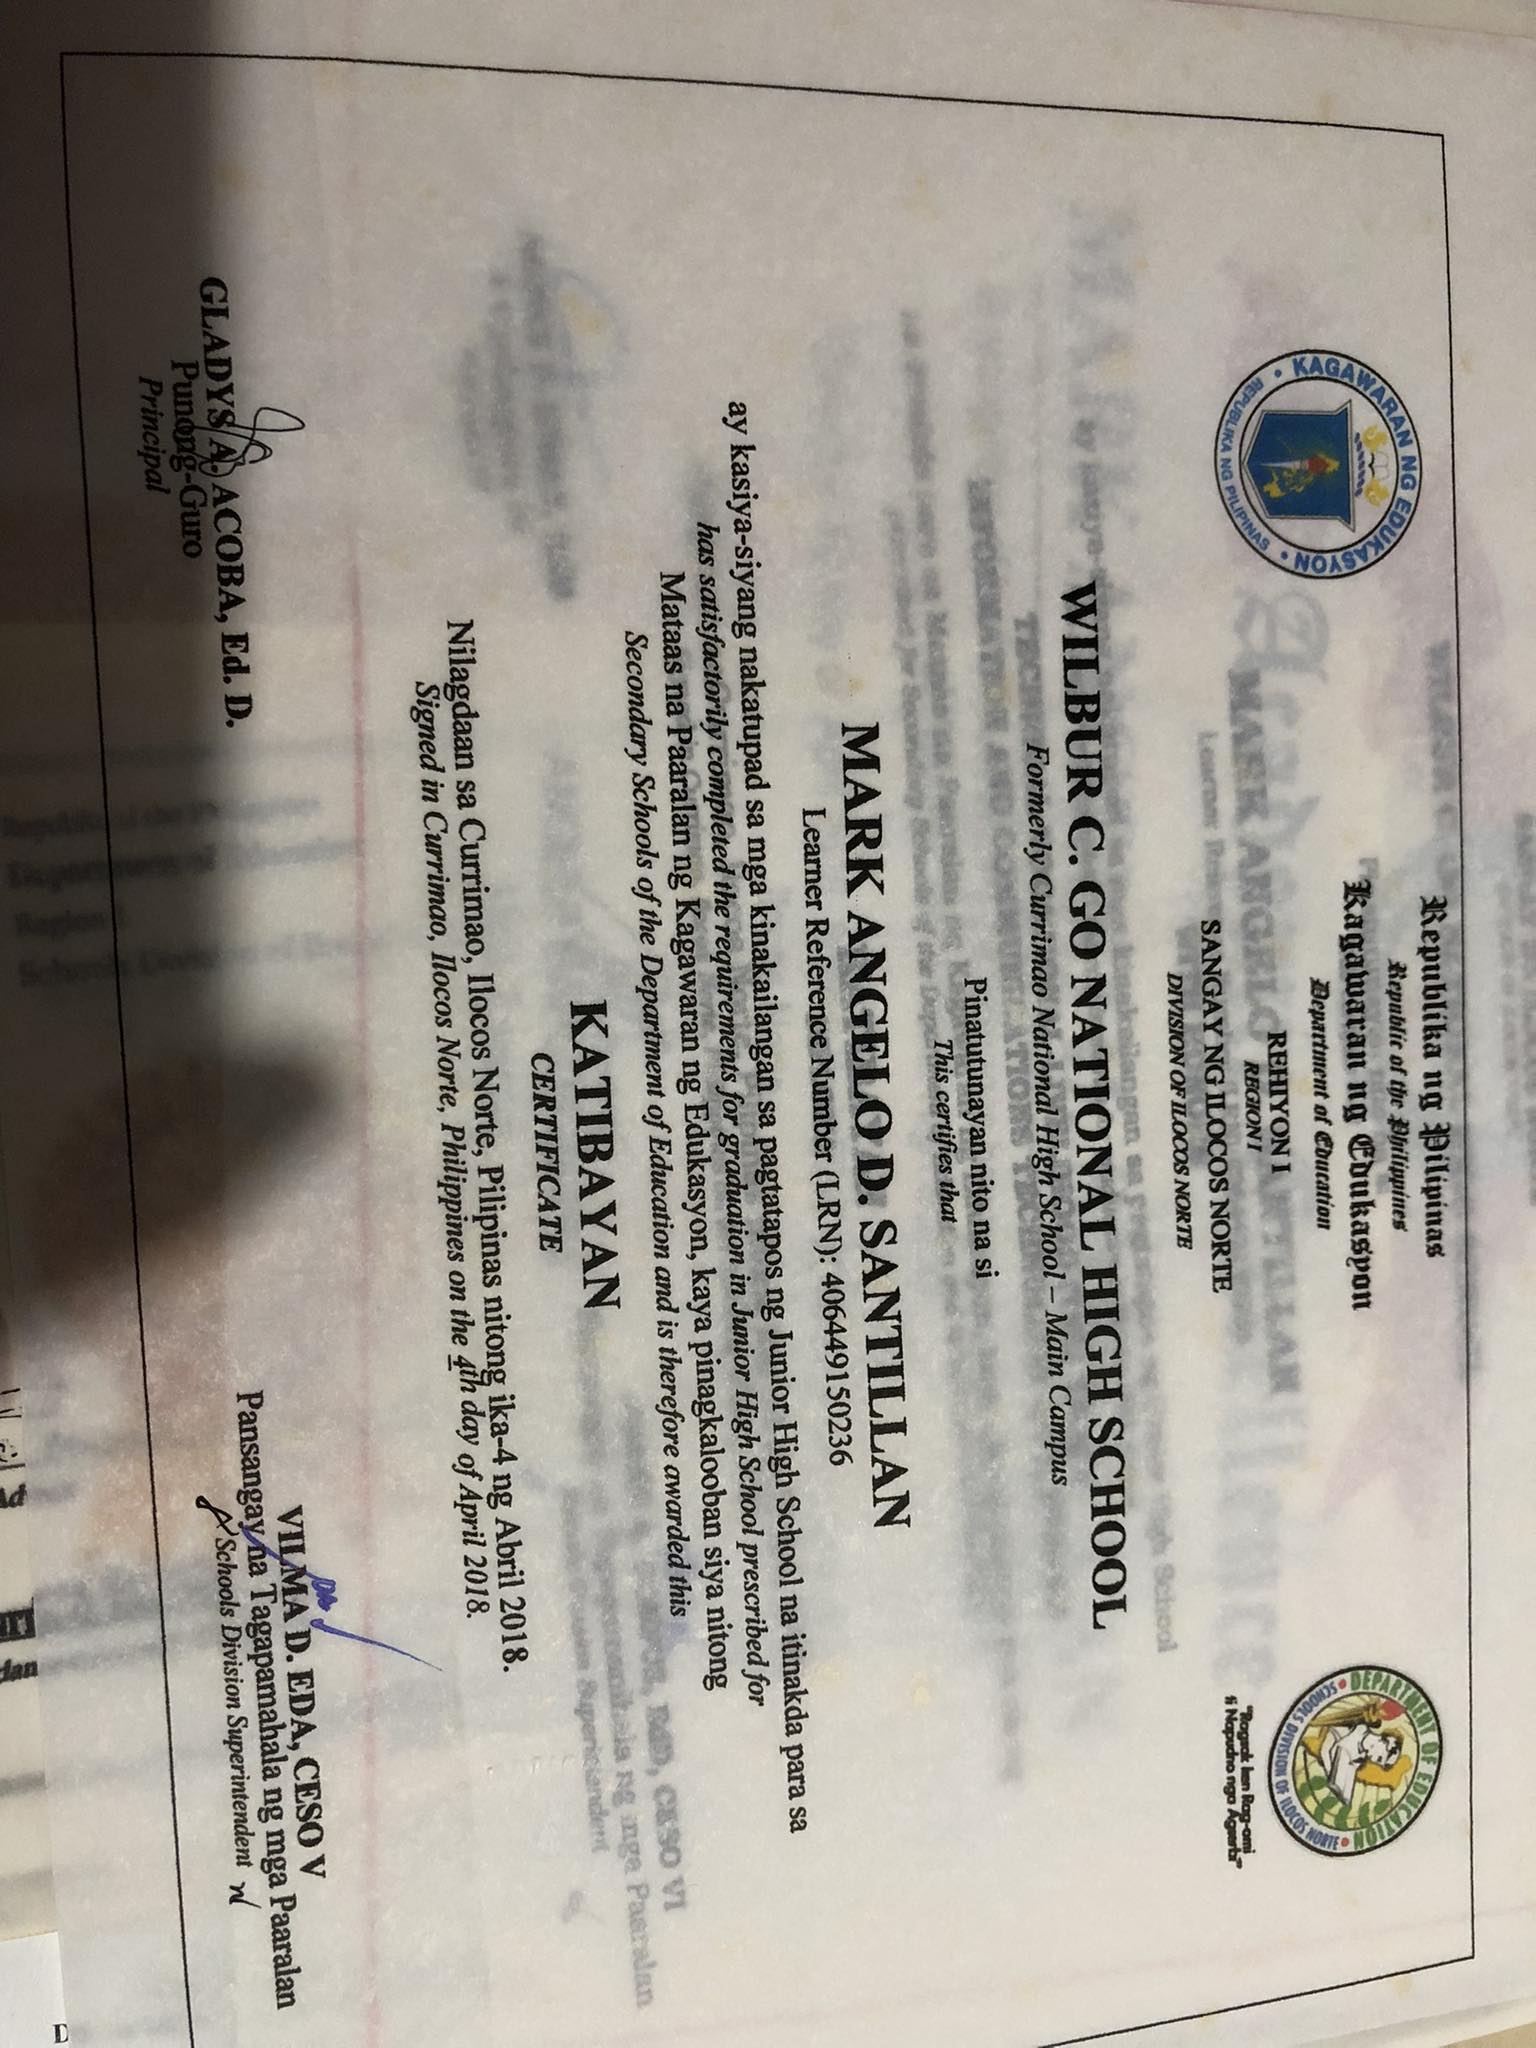 Republika ng Pilipinas
Republic of the Philippines
Kagawaran ng Edukasyon
Department of Education
REHIYON I
REGION I
SANGAY NG ILOCOS NORTE
DIVISION OF ILOCOS NORTE
KAGAWARAN NG EDUKASYON
REPUBLIKA NG PILIPINAS
DEPARTMENT OF EDUCATION
SCHOOLS DIVISION OF ILOCOS NORTE
"Ragsak ken Rag-omi
ti Napudno nga Agserbi"
WILBUR C. GO NATIONAL HIGH SCHOOL
Formerly Currimao National High School – Main Campus
Pinatutunayan nito na si
This certifies that
MARK ANGELO D. SANTILLAN
Learner Reference Number (LRN): 406449150236
ay kasiya-siyang nakatupad sa mga kinakailangan sa pagtatapos ng Junior High School na itinakda para sa
has satisfactorily completed the requirements for graduation in Junior High School prescribed for
Mataas na Paaralan ng Kagawaran ng Edukasyon, kaya pinagkalooban siya nitong
Secondary Schools of the Department of Education and is therefore awarded this
KATIBAYAN
CERTIFICATE
Nilagdaan sa Currimao, Ilocos Norte, Pilipinas nitong ika-4 ng Abril 2018.
Signed in Currimao, Ilocos Norte, Philippines on the 4th day of April 2018.
GLADYS A. ACOBA, Ed. D.
Punong-Guro
Principal
VILMA D. EDA, CESO V
Pansangay na Tagapamahala ng mga Paaralan
Schools Division Superintendent